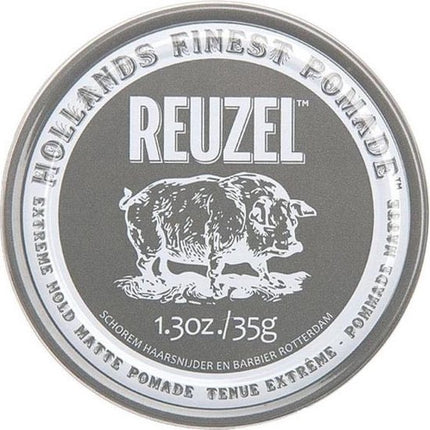 HOLLANDS FINEST POMADE™
REUZEL™
1.3oz./35g
SCHOREM HAARSNIJDER EN BARBIER ROTTERDAM
EXTREME HOLD MATTE POMADE TENUE EXTRÊME - POMMADE MATTE